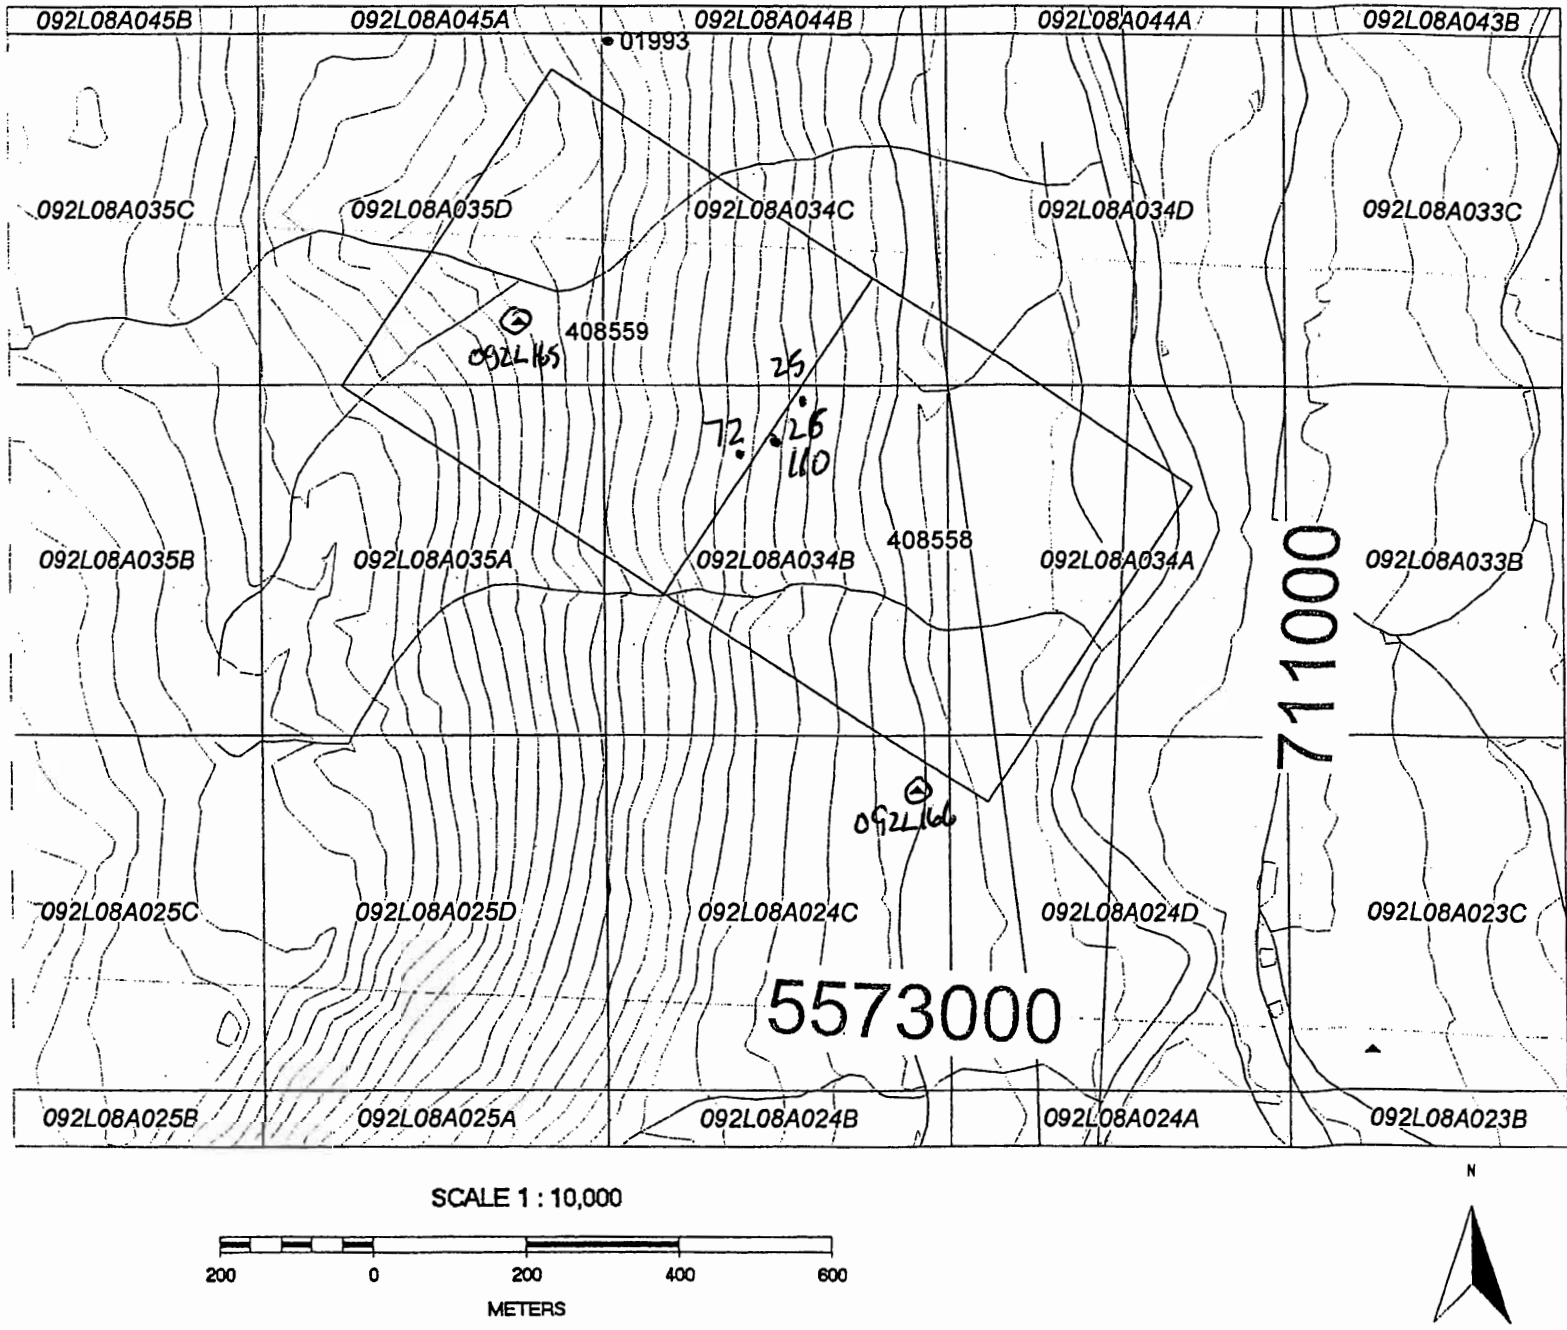 092L08A045B 092L08A045A 092L08A044B 092L08A044A 092L08A043B
01993
092L08A035C 092L08A035D 092L08A034C 092L08A034D 092L08A033C
408559
092L165
25
72 26
110
408558
092L08A035B 092L08A035A 092L08A034B 092L08A034A 092L08A033B
711000
092L166
092L08A025C 092L08A025D 092L08A024C 092L08A024D 092L08A023C
5573000
092L08A025B 092L08A025A 092L08A024B 092L08A024A 092L08A023B
N
SCALE 1 : 10,000
200 0 200 400 600
METERS